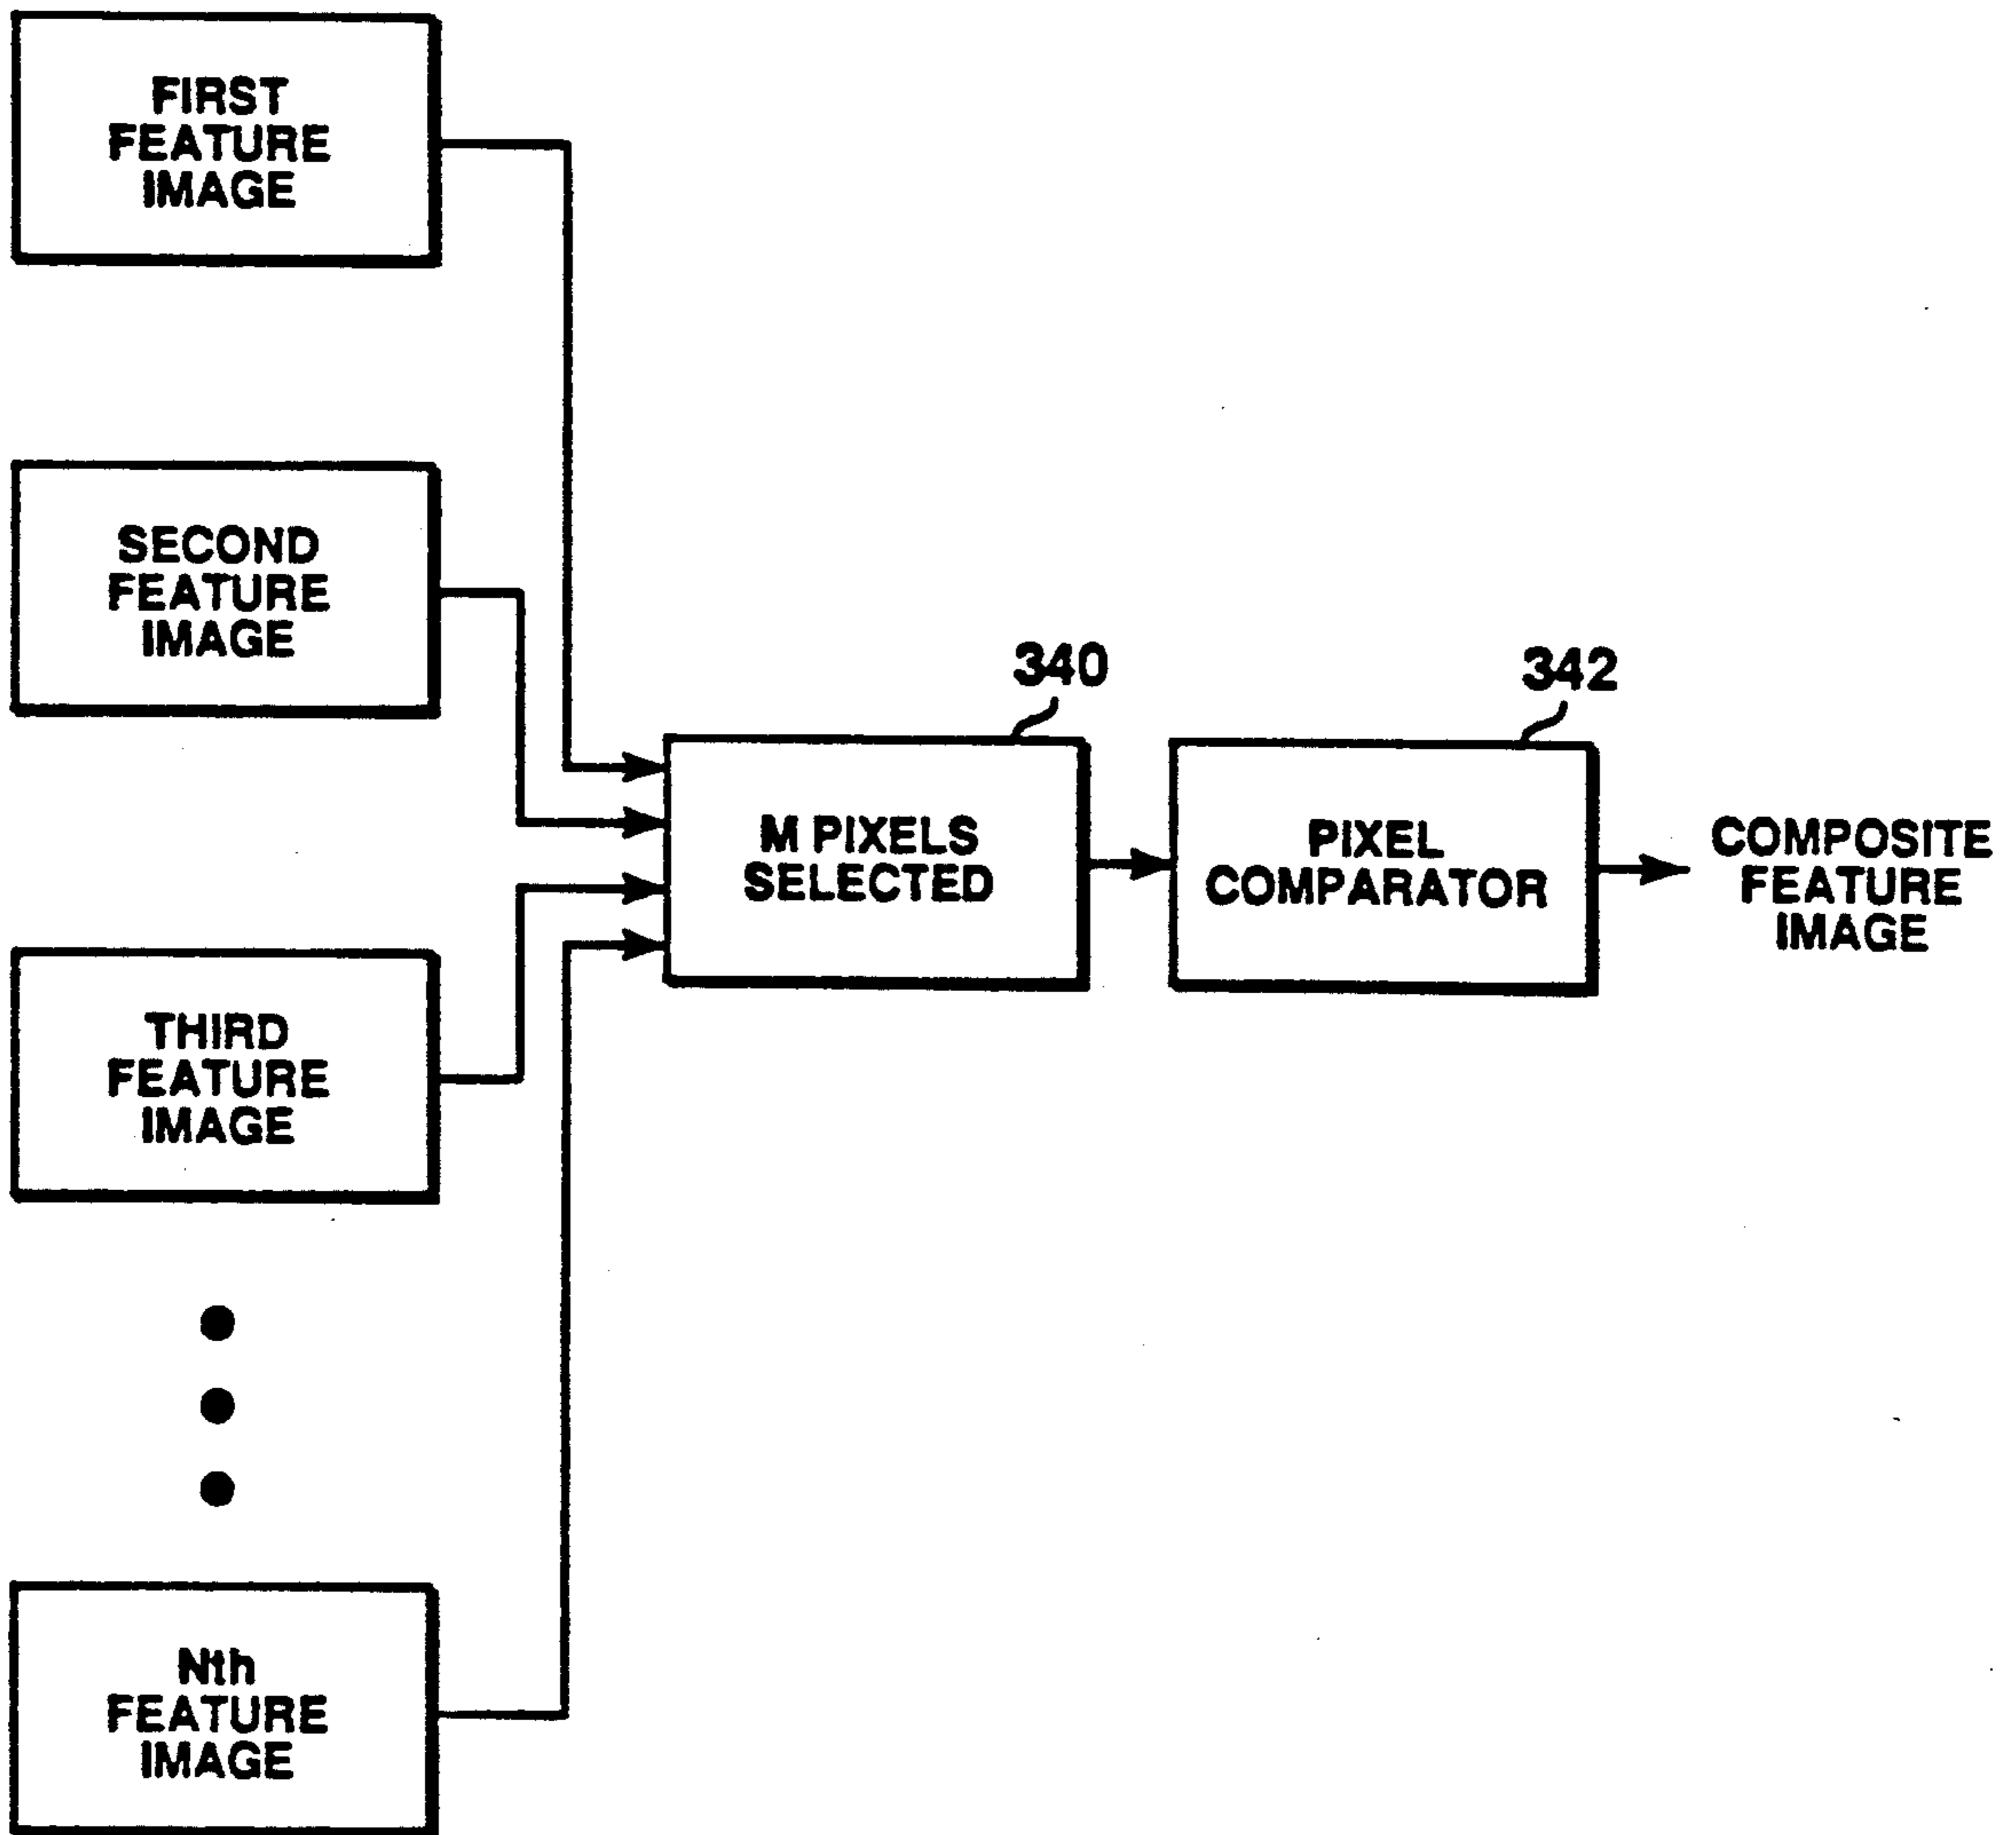 FIRST
FEATURE
IMAGE
SECOND
FEATURE
IMAGE
340
342
M PIXELS
SELECTED
PIXEL
COMPARATOR
COMPOSITE
FEATURE
IMAGE
THIRD
FEATURE
IMAGE
Nth
FEATURE
IMAGE